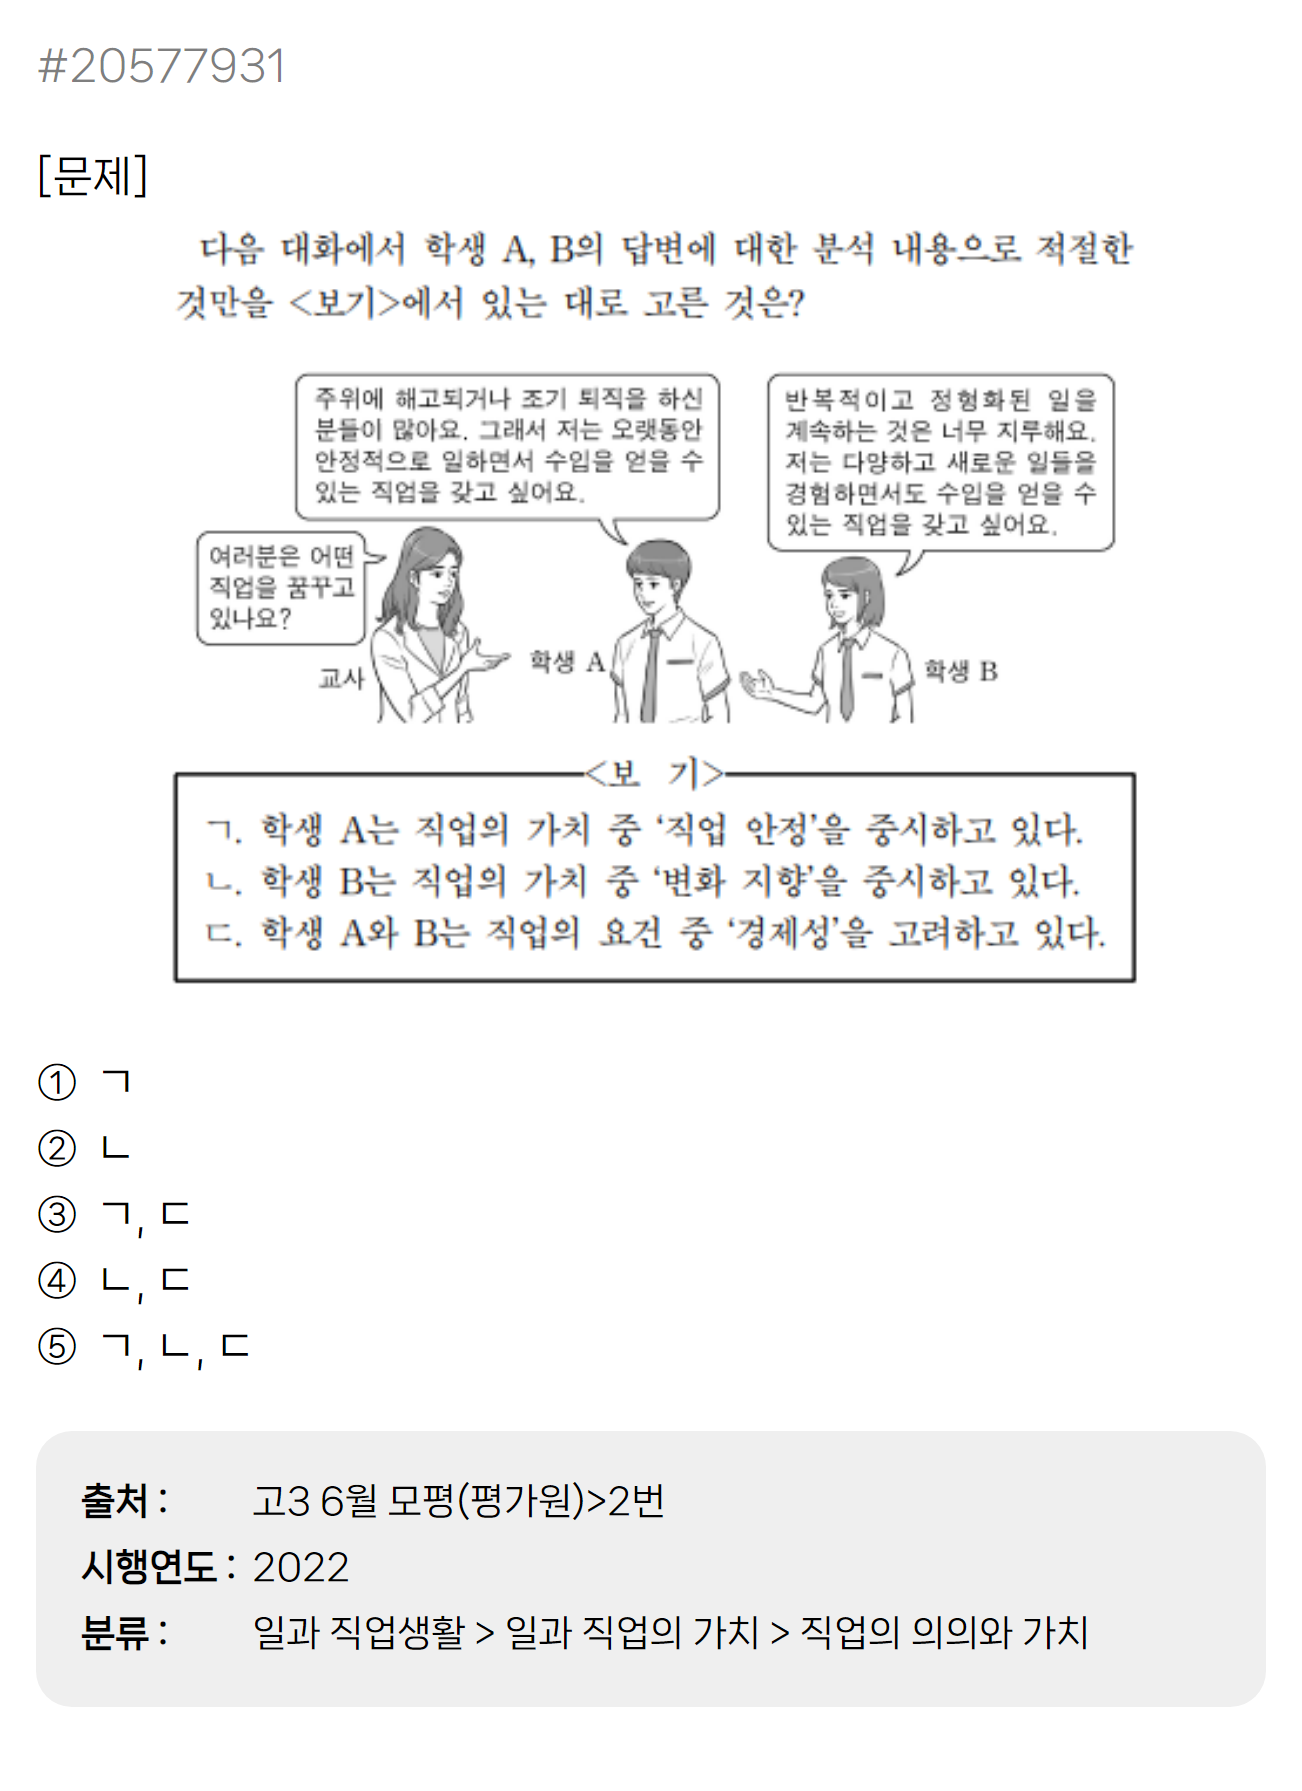 #20577931
[문제]
다음 대화에서 학생 A, B의 답변에 대한 분석 내용으로 적절한
것만을 <보기>에서 있는 대로 고른 것은?
주위에 해고되거나 조기 퇴직을 하신
분들이 많아요. 그래서 저는 오랫동안
안정적으로 일하면서 수입을 얻을 수
있는 직업을 갖고 싶어요.
반복적이고 정형화된 일을
계속하는 것은 너무 지루해요.
저는 다양하고 새로운 일들을
경험하면서도 수입을 얻을 수
있는 직업을 갖고 싶어요.
여러분은 어떤
직업을 꿈꾸고
있나요?
교사
학생 A
학생 B
<보 기>
ㄱ. 학생 A는 직업의 가치 중 '직업 안정'을 중시하고 있다.
ㄴ. 학생 B는 직업의 가치 중 '변화 지향'을 중시하고 있다.
ㄷ. 학생 A와 B는 직업의 요건 중 '경제성'을 고려하고 있다.
① ㄱ
② ㄴ
③ ㄱ, ㄷ
④ ㄴ, ㄷ
⑤ ㄱ, ㄴ, ㄷ
출처 : 고3 6월 모평(평가원)>2번
시행연도 : 2022
분류 : 일과 직업생활 > 일과 직업의 가치 > 직업의 의의와 가치